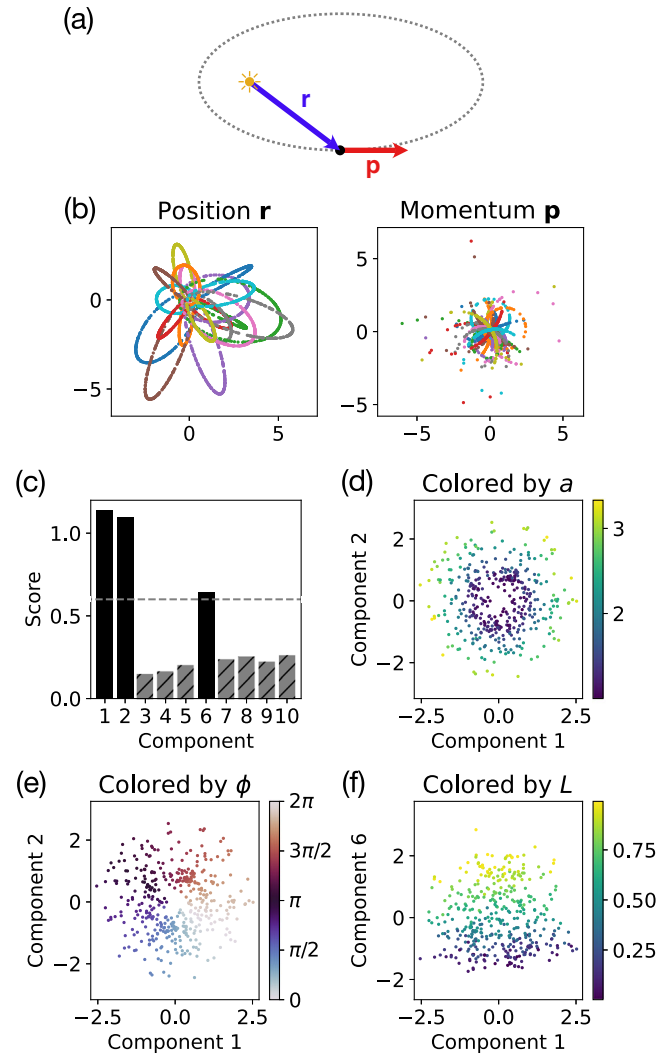 (a)
r
p
(b)
Position r
Momentum p
0
−5
0
5
5
0
−5
−5
0
5
(c)
1.0
0.5
0.0
Score
1 2 3 4 5 6 7 8 9 10
Component
(d)
Colored by a
2
0
−2
Component 2
−2.5 0.0 2.5
Component 1
3
2
(e)
Colored by ϕ
2
0
−2
Component 2
−2.5 0.0 2.5
Component 1
2π
3π/2
π
π/2
0
(f)
Colored by L
2
0
−2
Component 6
−2.5 0.0 2.5
Component 1
0.75
0.50
0.25